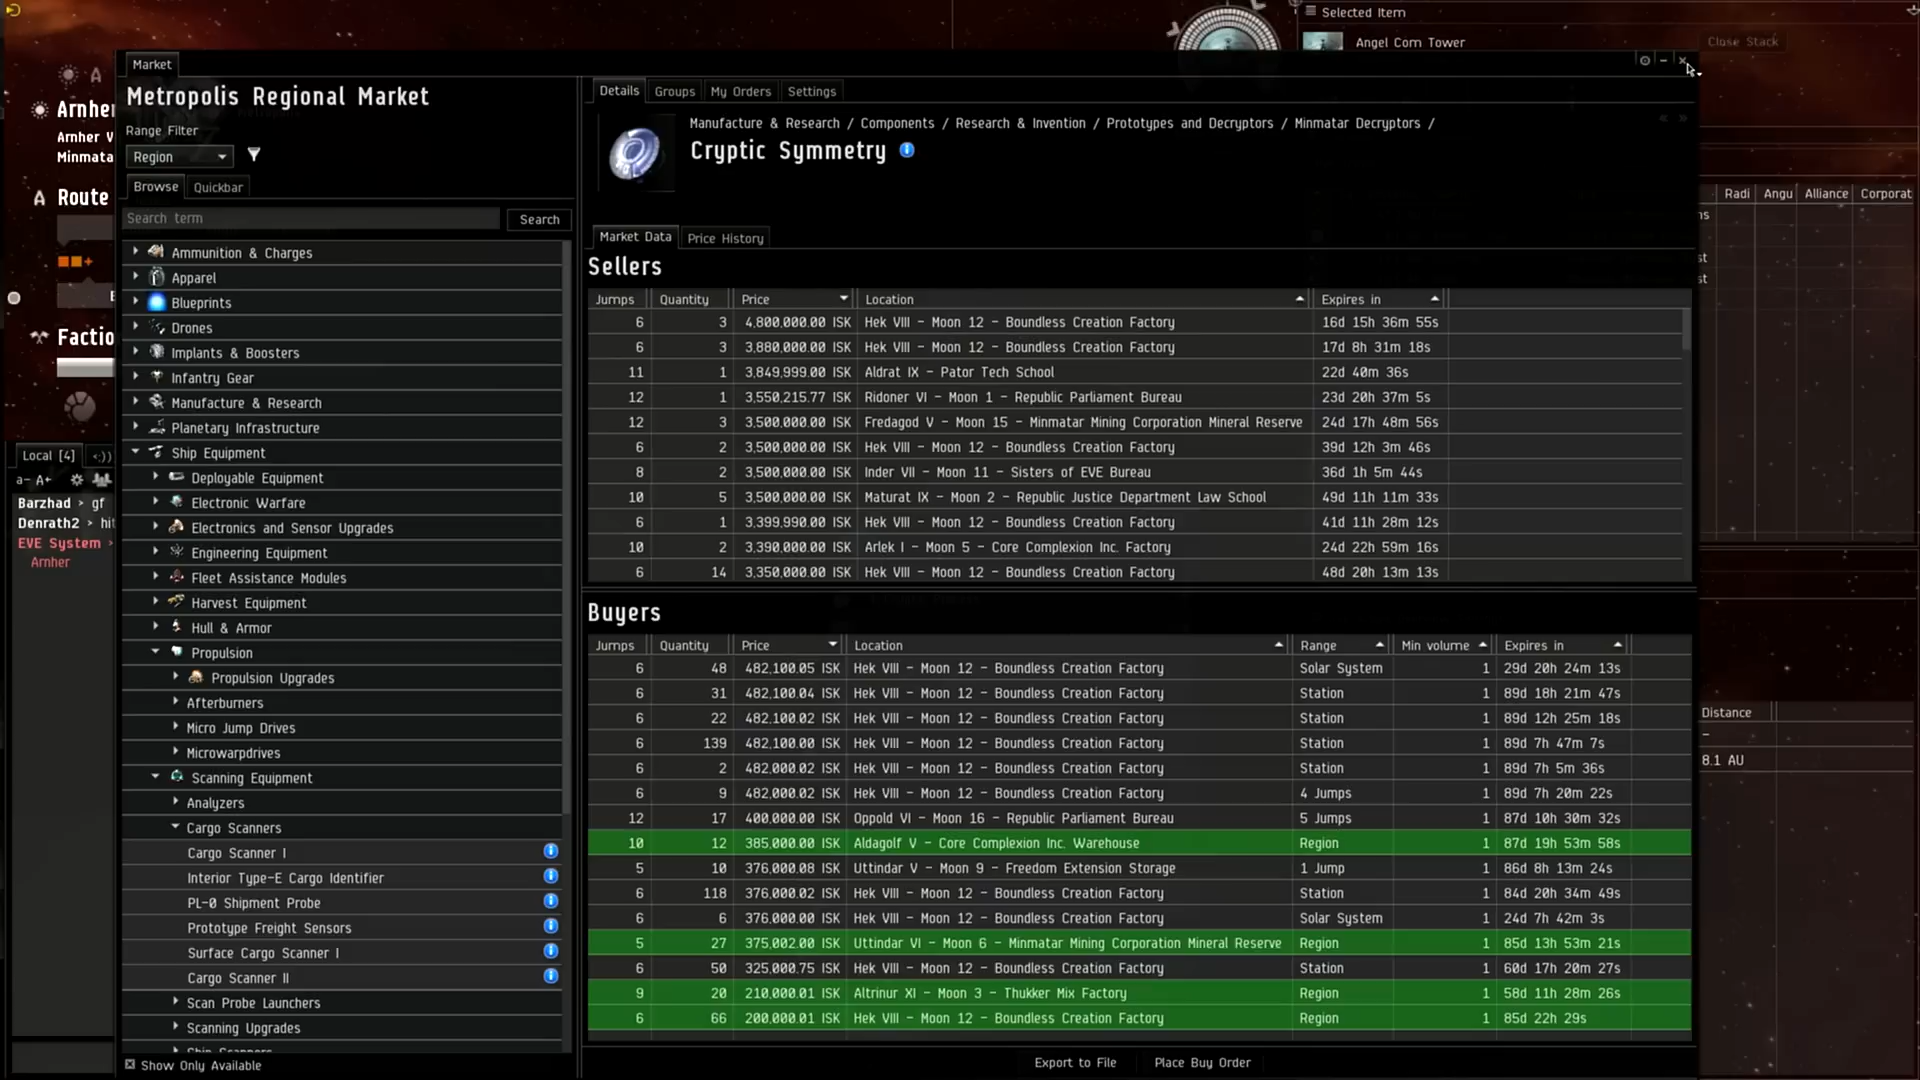 Selected Item
Angel Com Tower
Close Stack
Market
Metropolis Regional Market
Range Filter
Region
Browse Quickbar
Search term Search
Ammunition & Charges
Apparel
Blueprints
Drones
Implants & Boosters
Infantry Gear
Manufacture & Research
Planetary Infrastructure
Ship Equipment
Deployable Equipment
Electronic Warfare
Electronics and Sensor Upgrades
Engineering Equipment
Fleet Assistance Modules
Harvest Equipment
Hull & Armor
Propulsion
Propulsion Upgrades
Afterburners
Micro Jump Drives
Microwarpdrives
Scanning Equipment
Analyzers
Cargo Scanners
Cargo Scanner I
Interior Type-E Cargo Identifier
PL-0 Shipment Probe
Prototype Freight Sensors
Surface Cargo Scanner I
Cargo Scanner II
Scan Probe Launchers
Scanning Upgrades
Show Only Available
A Arnher
Arnher V
Minmata
A Route
Factio
Local [4]
a- A+
Barzhad > gf
Denrath2 > hit
EVE System >
Arnher
Details Groups My Orders Settings
Manufacture & Research / Components / Research & Invention / Prototypes and Decryptors / Minmatar Decryptors /
Cryptic Symmetry
Market Data Price History
Sellers
Jumps Quantity Price Location Expires in
6 3 4,800,000.00 ISK Hek VIII - Moon 12 - Boundless Creation Factory 16d 15h 36m 55s
6 3 3,880,000.00 ISK Hek VIII - Moon 12 - Boundless Creation Factory 17d 8h 31m 18s
11 1 3,849,999.00 ISK Aldrat IX - Pator Tech School 22d 40m 36s
12 1 3,550,215.77 ISK Ridoner VI - Moon 1 - Republic Parliament Bureau 23d 20h 37m 5s
12 3 3,500,000.00 ISK Fredagod V - Moon 15 - Minmatar Mining Corporation Mineral Reserve 24d 17h 48m 56s
6 2 3,500,000.00 ISK Hek VIII - Moon 12 - Boundless Creation Factory 39d 12h 3m 46s
8 2 3,500,000.00 ISK Inder VII - Moon 11 - Sisters of EVE Bureau 36d 1h 5m 44s
10 5 3,500,000.00 ISK Maturat IX - Moon 2 - Republic Justice Department Law School 49d 11h 11m 33s
6 1 3,399,990.00 ISK Hek VIII - Moon 12 - Boundless Creation Factory 41d 11h 28m 12s
10 2 3,390,000.00 ISK Arlek I - Moon 5 - Core Complexion Inc. Factory 24d 22h 59m 16s
6 14 3,350,000.00 ISK Hek VIII - Moon 12 - Boundless Creation Factory 48d 20h 13m 13s
Buyers
Jumps Quantity Price Location Range Min volume Expires in
6 48 482,100.05 ISK Hek VIII - Moon 12 - Boundless Creation Factory Solar System 1 29d 20h 24m 13s
6 31 482,100.04 ISK Hek VIII - Moon 12 - Boundless Creation Factory Station 1 89d 18h 21m 47s
6 22 482,100.02 ISK Hek VIII - Moon 12 - Boundless Creation Factory Station 1 89d 12h 25m 18s
6 139 482,100.00 ISK Hek VIII - Moon 12 - Boundless Creation Factory Station 1 89d 7h 47m 7s
6 2 482,000.02 ISK Hek VIII - Moon 12 - Boundless Creation Factory Station 1 89d 7h 5m 36s
6 9 482,000.02 ISK Hek VIII - Moon 12 - Boundless Creation Factory 4 Jumps 1 89d 7h 20m 22s
12 17 400,000.00 ISK Oppold VI - Moon 16 - Republic Parliament Bureau 5 Jumps 1 87d 10h 30m 32s
10 12 385,000.00 ISK Aldagolf V - Core Complexion Inc. Warehouse Region 1 87d 19h 53m 58s
5 10 376,000.08 ISK Uttindar V - Moon 9 - Freedom Extension Storage 1 Jump 1 86d 8h 13m 24s
6 118 376,000.02 ISK Hek VIII - Moon 12 - Boundless Creation Factory Station 1 84d 20h 34m 49s
6 6 376,000.00 ISK Hek VIII - Moon 12 - Boundless Creation Factory Solar System 1 24d 7h 42m 3s
5 27 375,002.00 ISK Uttindar VI - Moon 6 - Minmatar Mining Corporation Mineral Reserve Region 1 85d 13h 53m 21s
6 50 325,000.75 ISK Hek VIII - Moon 12 - Boundless Creation Factory Station 1 60d 17h 20m 27s
9 20 210,000.01 ISK Altrinur XI - Moon 3 - Thukker Mix Factory Region 1 58d 11h 28m 26s
6 66 200,000.01 ISK Hek VIII - Moon 12 - Boundless Creation Factory Region 1 85d 22h 29s
Export to File Place Buy Order
Radi Angu Alliance Corporat
ns
st
st
Distance
-
8.1 AU